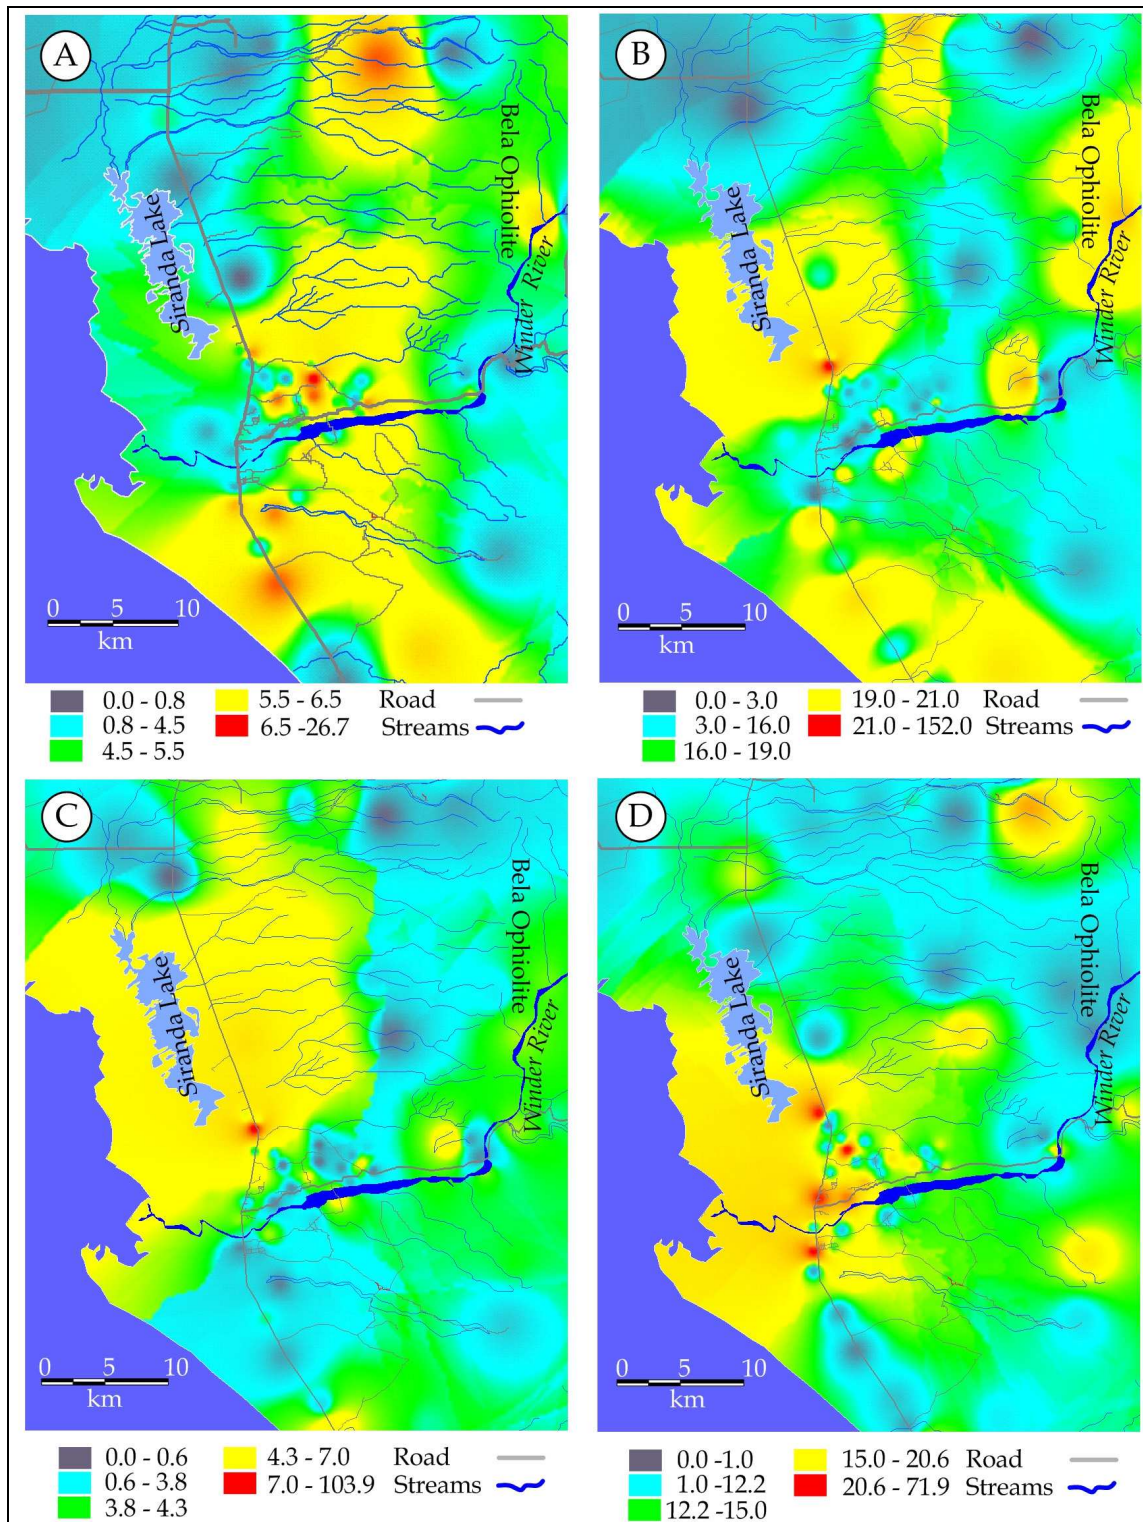 A
Bela Ophiolite
Siranda Lake
Winder River
0 5 10
km
0.0 - 0.8 5.5 - 6.5 Road
0.8 - 4.5 6.5 -26.7 Streams
4.5 - 5.5
B
Bela Ophiolite
Siranda Lake
Winder River
0 5 10
km
0.0 - 3.0 19.0 - 21.0 Road
3.0 - 16.0 21.0 - 152.0 Streams
16.0 - 19.0
C
Bela Ophiolite
Siranda Lake
Winder River
0 5 10
km
0.0 - 0.6 4.3 - 7.0 Road
0.6 - 3.8 7.0 - 103.9 Streams
3.8 - 4.3
D
Bela Ophiolite
Siranda Lake
Winder River
0 5 10
km
0.0 -1.0 15.0 - 20.6 Road
1.0 -12.2 20.6 - 71.9 Streams
12.2 -15.0